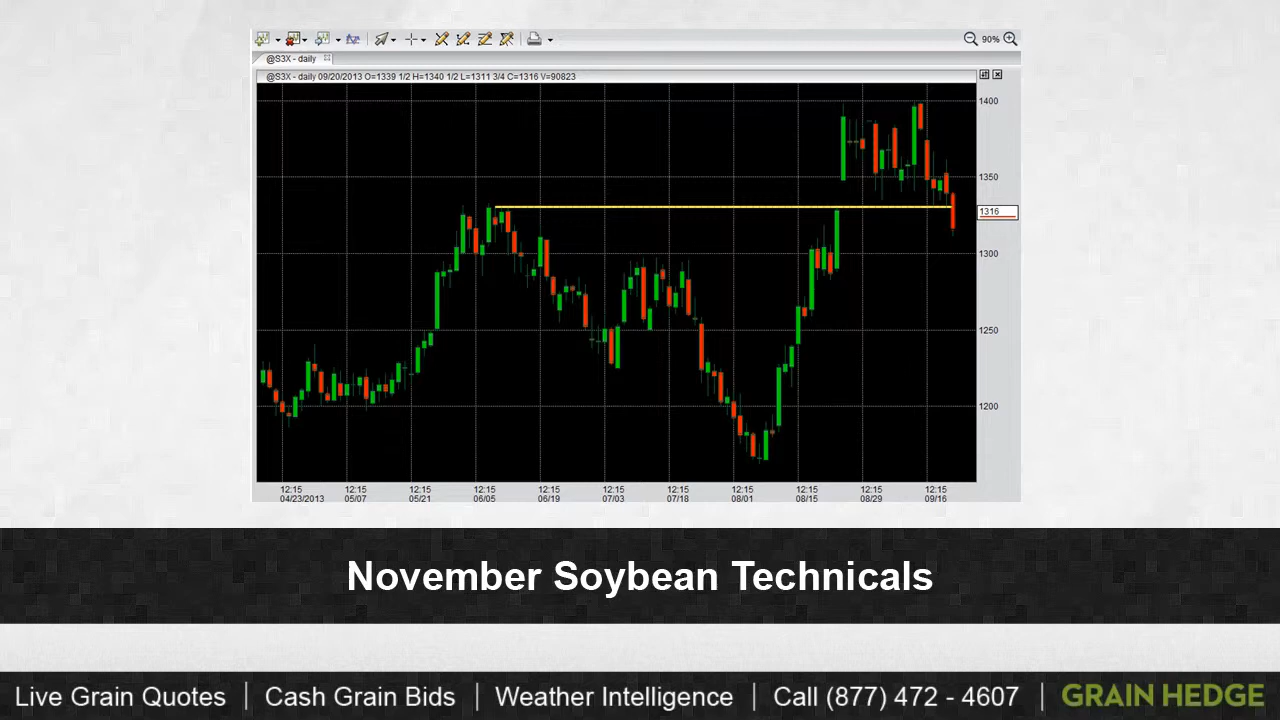 90%
@S3X - daily
@S3X - daily 09/20/2013 O=1339 1/2 H=1340 1/2 L=1311 3/4 C=1316 V=90823
1400
1350
1316
1300
1250
1200
12:15 12:15 12:15 12:15 12:15 12:15 12:15 12:15 12:15 12:15 12:15
04/23/2013 05/07 05/21 06/05 06/19 07/03 07/18 08/01 08/15 08/29 09/16
November Soybean Technicals
Live Grain Quotes | Cash Grain Bids | Weather Intelligence | Call (877) 472 - 4607 | GRAIN HEDGE